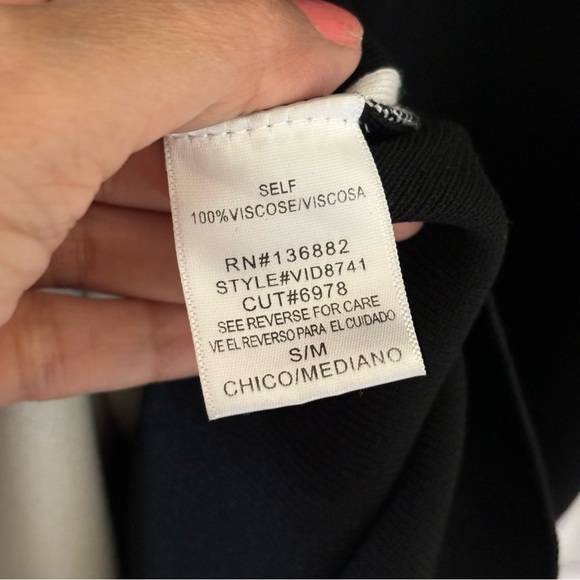 SELF
100%VISCOSE/VISCOSA
RN#136882
STYLE#VID8741
CUT#6978
SEE REVERSE FOR CARE
VE EL REVERSO PARA EL CUIDADO
S/M
CHICO/MEDIANO